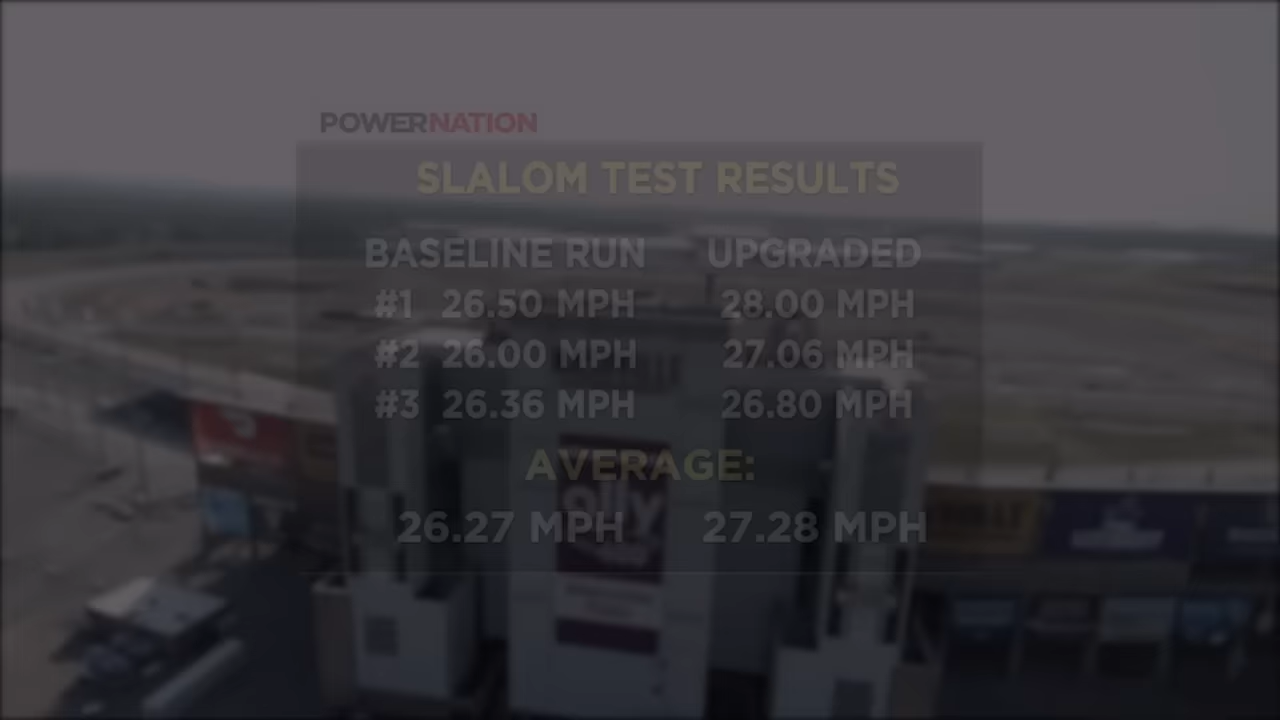 POWERNATION
SLALOM TEST RESULTS
BASELINE RUN UPGRADED
#1 26.50 MPH 28.00 MPH
#2 26.00 MPH 27.06 MPH
#3 26.36 MPH 26.80 MPH
AVERAGE:
26.27 MPH 27.28 MPH
ally